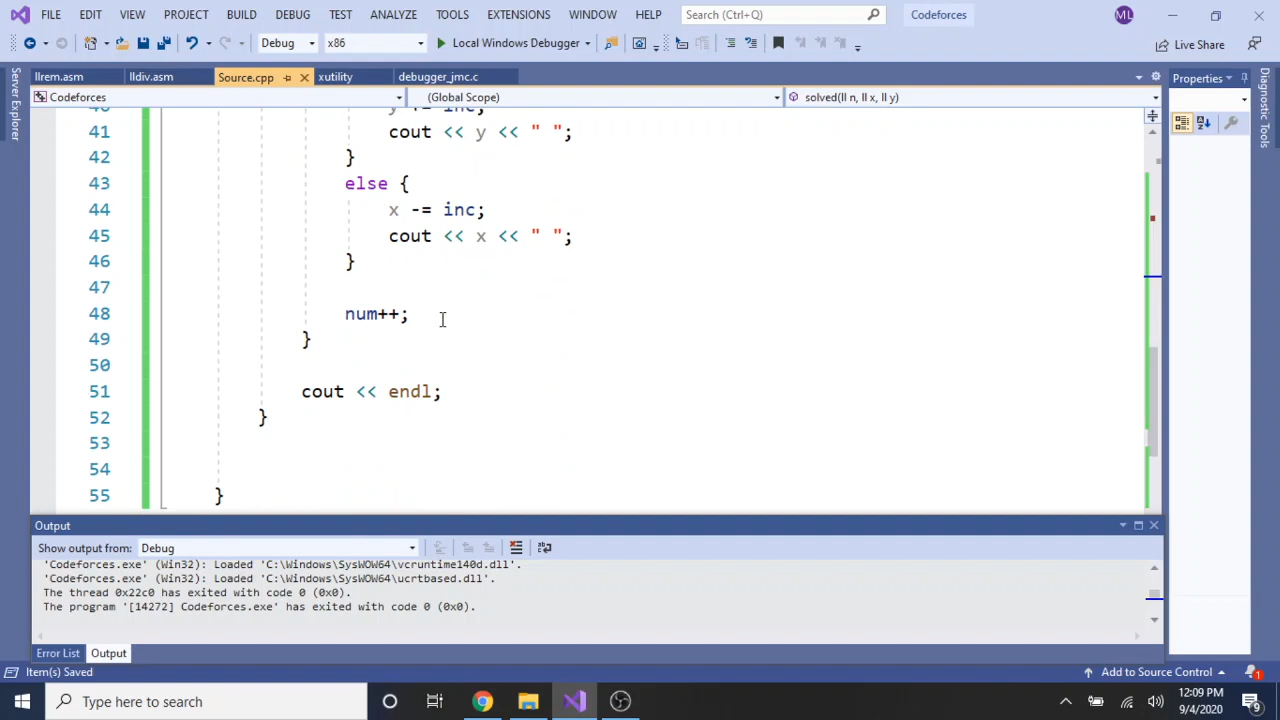 FILE EDIT VIEW PROJECT BUILD DEBUG TEST ANALYZE TOOLS EXTENSIONS WINDOW HELP Search (Ctrl+Q) Codeforces ML
Debug x86 Local Windows Debugger Live Share
llrem.asm lldiv.asm Source.cpp xutility debugger_jmc.c Properties
Codeforces (Global Scope) solved(ll n, ll x, ll y)
Server Explorer
Diagnostic Tools
41 cout << y << " ";
42 }
43 else {
44 x -= inc;
45 cout << x << " ";
46 }
47
48 num++;
49 }
50
51 cout << endl;
52 }
53
54
55 }
Output
Show output from: Debug
'Codeforces.exe' (Win32): Loaded 'C:\Windows\SysWOW64\vcruntime140d.dll'.
'Codeforces.exe' (Win32): Loaded 'C:\Windows\SysWOW64\ucrtbased.dll'.
The thread 0x22c0 has exited with code 0 (0x0).
The program '[14272] Codeforces.exe' has exited with code 0 (0x0).
Error List Output
Item(s) Saved Add to Source Control 1
Type here to search 12:09 PM
9/4/2020 9